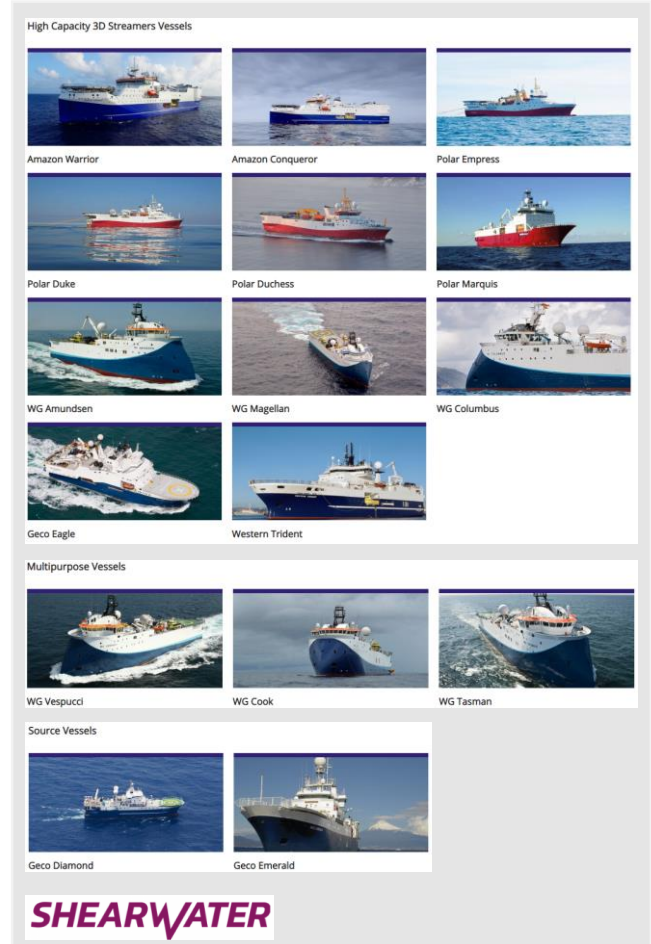 High Capacity 3D Streamers Vessels
Amazon Warrior
Amazon Conqueror
Polar Empress
Polar Duke
Polar Duchess
Polar Marquis
WG Amundsen
WG Magellan
WG Columbus
Geco Eagle
Western Trident
Multipurpose Vessels
WG Vespucci
WG Cook
WG Tasman
Source Vessels
Geco Diamond
Geco Emerald
SHEARWATER